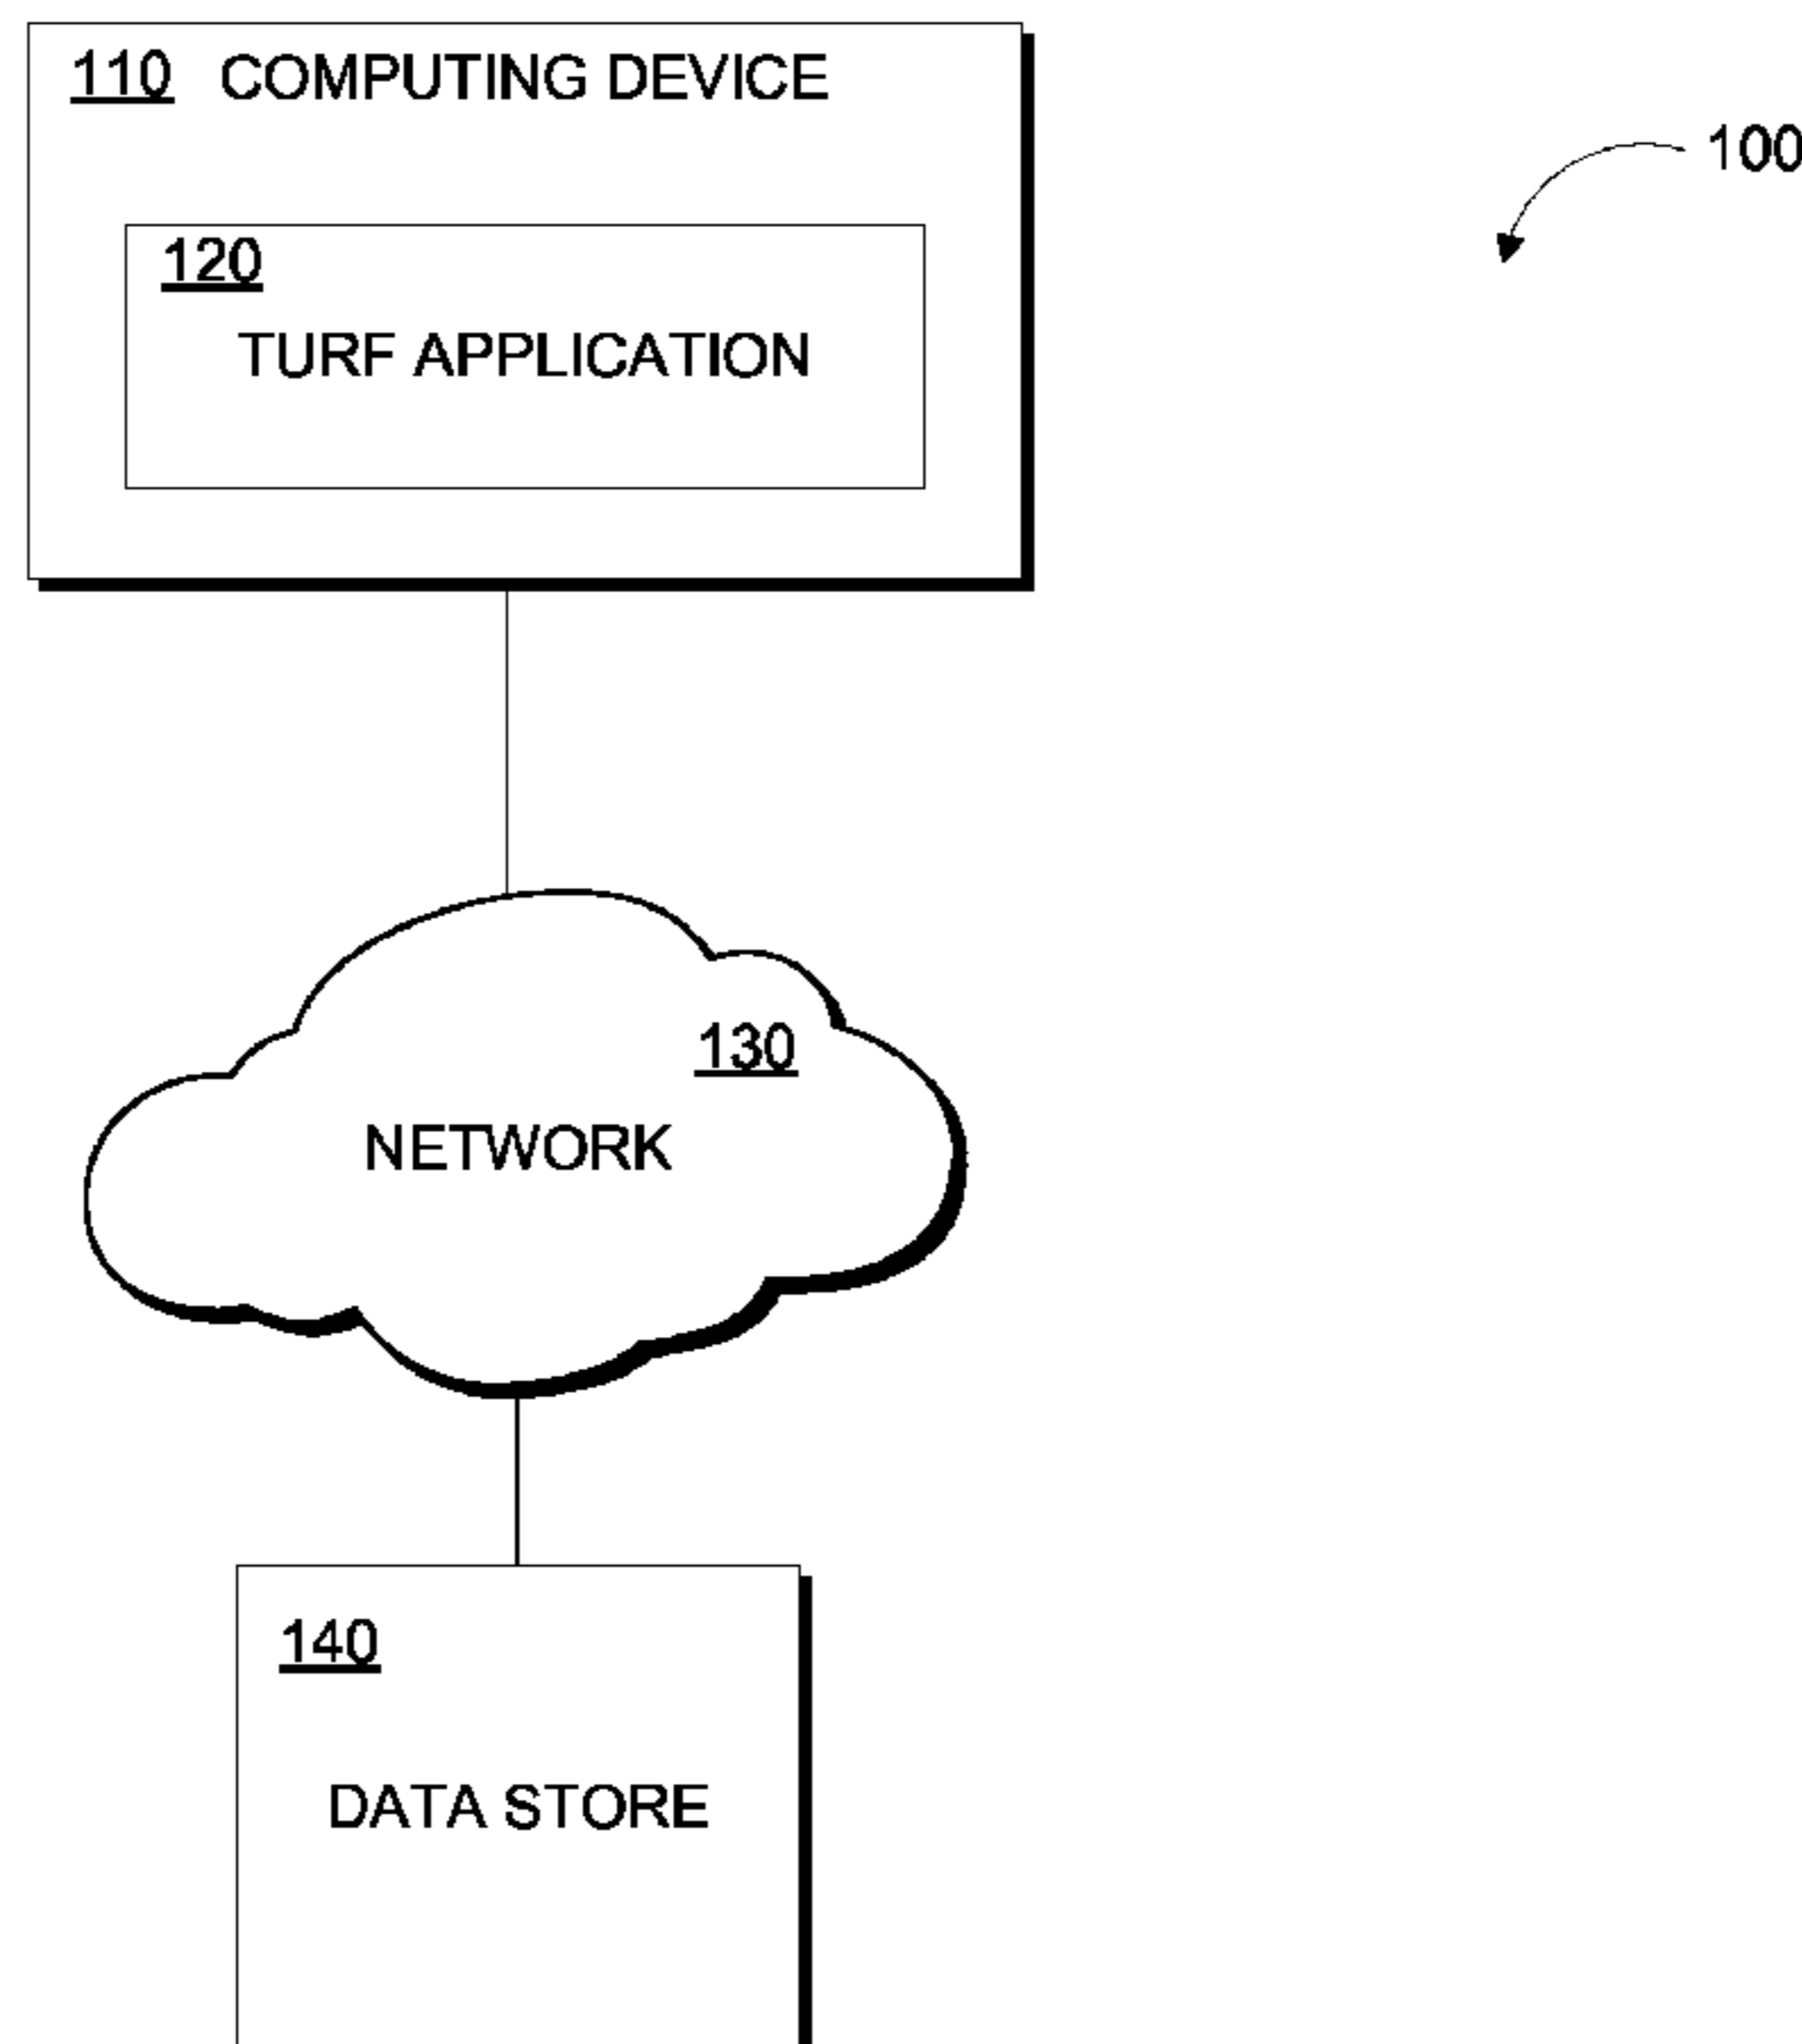 110 COMPUTING DEVICE
100
120
TURF APPLICATION
130
NETWORK
140
DATA STORE